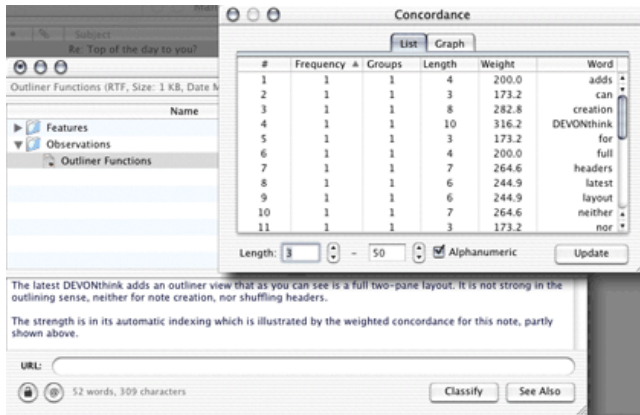 Subject
Re: Top of the day to you?
Outliner Functions (RTF, Size: 1 KB, Date M
Name
Features
Observations
Outliner Functions
Concordance
List Graph
# Frequency Groups Length Weight Word
1 1 1 4 200.0 adds
2 1 1 3 173.2 can
3 1 1 8 282.8 creation
4 1 1 10 316.2 DEVONthink
5 1 1 3 173.2 for
6 1 1 4 200.0 full
7 1 1 7 264.6 headers
8 1 1 6 244.9 latest
9 1 1 6 244.9 layout
10 1 1 7 264.6 neither
11 1 1 3 173.2 nor
Length: 3 - 50 Alphanumeric Update
The latest DEVONthink adds an outliner view that as you can see is a full two-pane layout. It is not strong in the
outlining sense, neither for note creation, nor shuffling headers.
The strength is in its automatic indexing which is illustrated by the weighted concordance for this note, partly
shown above.
URL:
52 words, 309 characters
Classify See Also